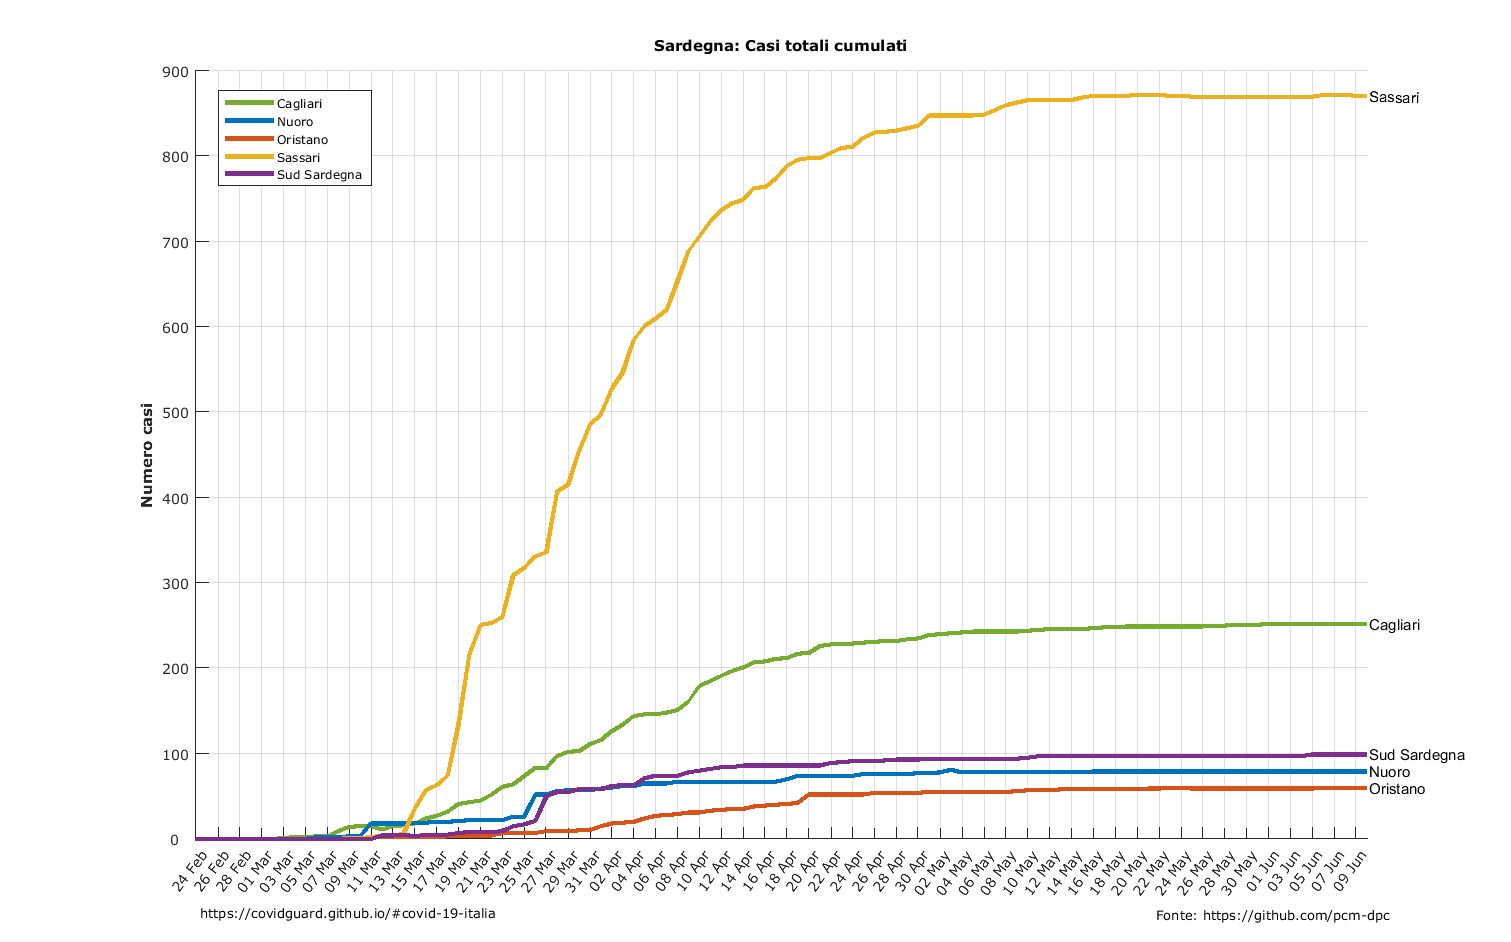 Sardegna: Casi totali cumulati
900
800
700
600
500
400
300
200
100
0
Numero casi
Cagliari
Nuoro
Oristano
Sassari
Sud Sardegna
Sassari
Cagliari
Sud Sardegna
Nuoro
Oristano
24 Feb
26 Feb
28 Feb
01 Mar
03 Mar
05 Mar
07 Mar
09 Mar
11 Mar
13 Mar
15 Mar
17 Mar
19 Mar
21 Mar
23 Mar
25 Mar
27 Mar
29 Mar
31 Mar
02 Apr
04 Apr
06 Apr
08 Apr
10 Apr
12 Apr
14 Apr
16 Apr
18 Apr
20 Apr
22 Apr
24 Apr
26 Apr
28 Apr
30 Apr
02 May
04 May
06 May
08 May
10 May
12 May
14 May
16 May
18 May
20 May
22 May
24 May
26 May
28 May
30 May
01 Jun
03 Jun
05 Jun
07 Jun
09 Jun
https://covidguard.github.io/#covid-19-italia
Fonte: https://github.com/pcm-dpc